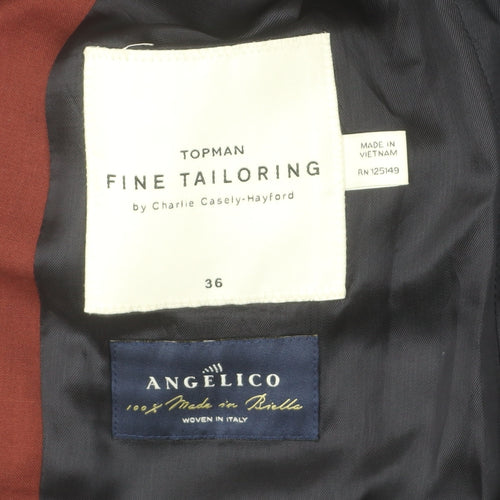 TOPMAN
FINE TAILORING
by Charlie Casely-Hayford
36
MADE IN
VIETNAM
RN 125149
ANGELICO
100% Made in Biella
WOVEN IN ITALY